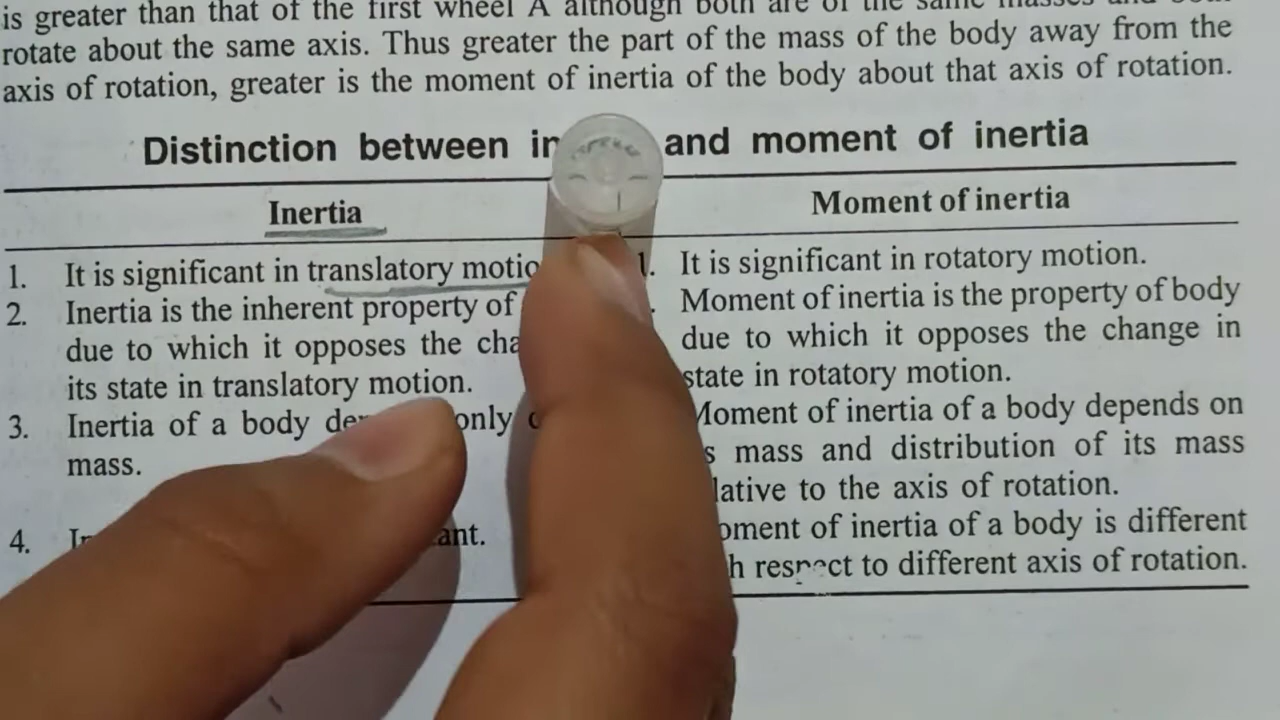 is greater than that of the first wheel A although both are of the same masses and
rotate about the same axis. Thus greater the part of the mass of the body away from the
axis of rotation, greater is the moment of inertia of the body about that axis of rotation.
Distinction between in and moment of inertia
Inertia
Moment of inertia
1. It is significant in translatory motio
1. It is significant in rotatory motion.
2. Inertia is the inherent property of
due to which it opposes the cha
its state in translatory motion.
Moment of inertia is the property of body
due to which it opposes the change in
state in rotatory motion.
3. Inertia of a body only
mass.
Moment of inertia of a body depends on
mass and distribution of its mass
lative to the axis of rotation.
4. ant.
oment of inertia of a body is different
h respect to different axis of rotation.